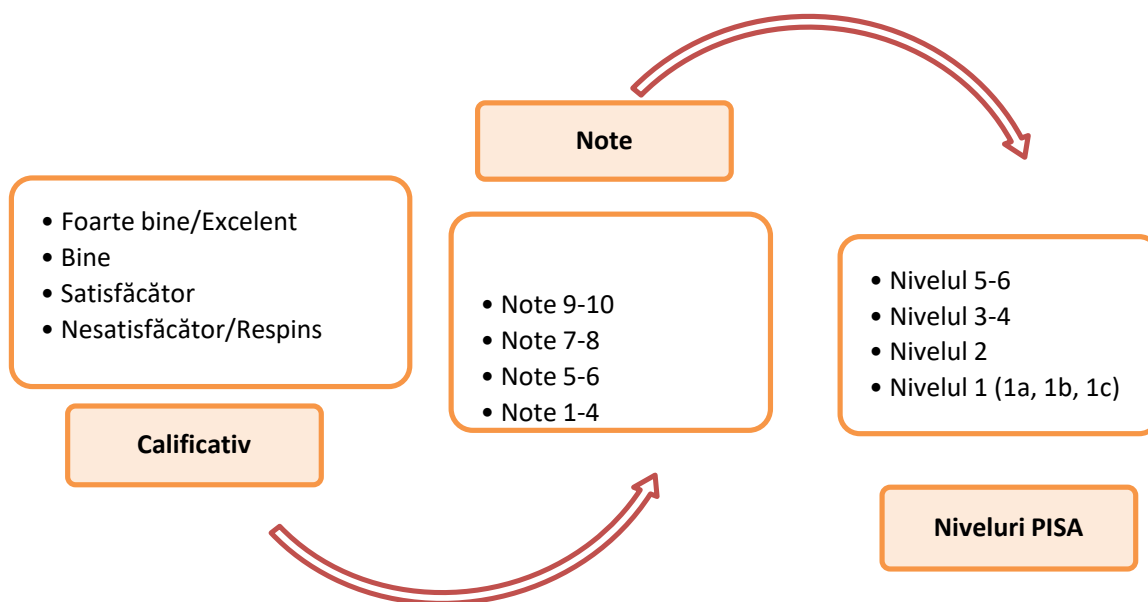 • Foarte bine/Excelent
• Bine
• Satisfăcător
• Nesatisfăcător/Respins
Calificativ
Note
• Note 9-10
• Note 7-8
• Note 5-6
• Note 1-4
• Nivelul 5-6
• Nivelul 3-4
• Nivelul 2
• Nivelul 1 (1a, 1b, 1c)
Niveluri PISA